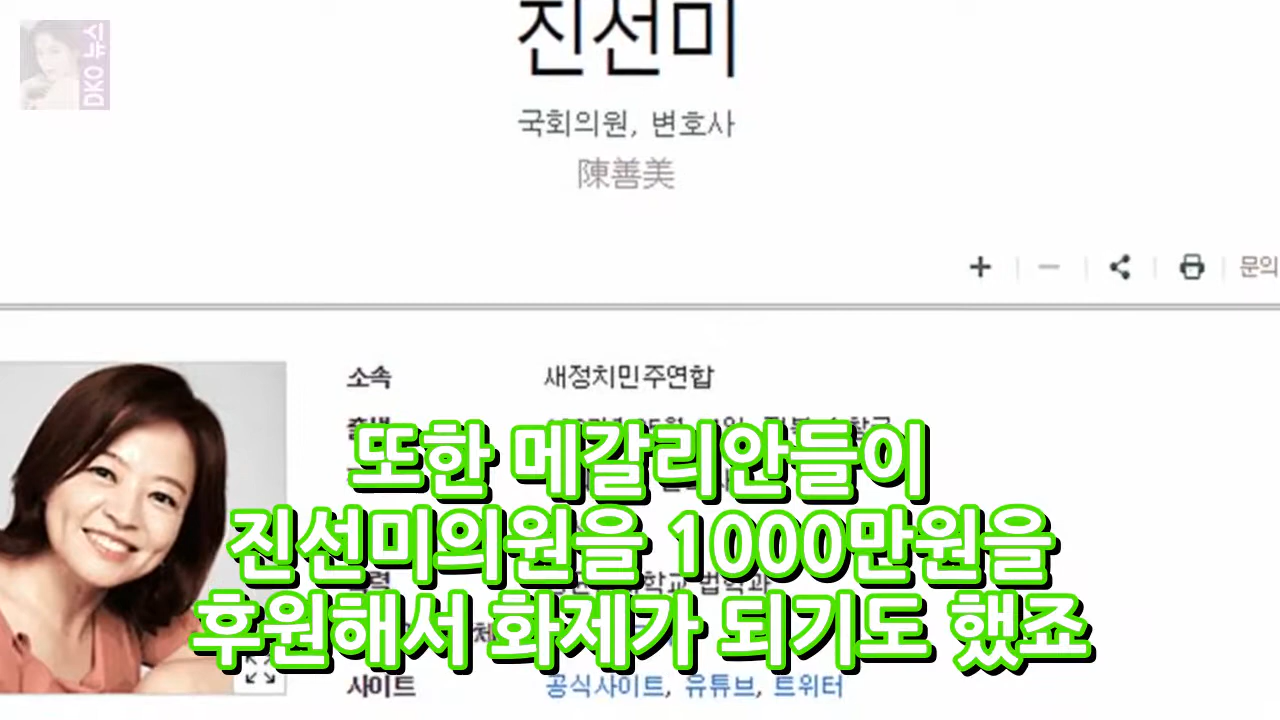 DKO 뉴스
진선미
국회의원, 변호사
陳善美
문의
소속 새정치민주연합
또한 메갈리안들이
진선미의원을 1000만원을
후원해서 화제가 되기도 했죠
사이트 공식사이트, 유튜브, 트위터